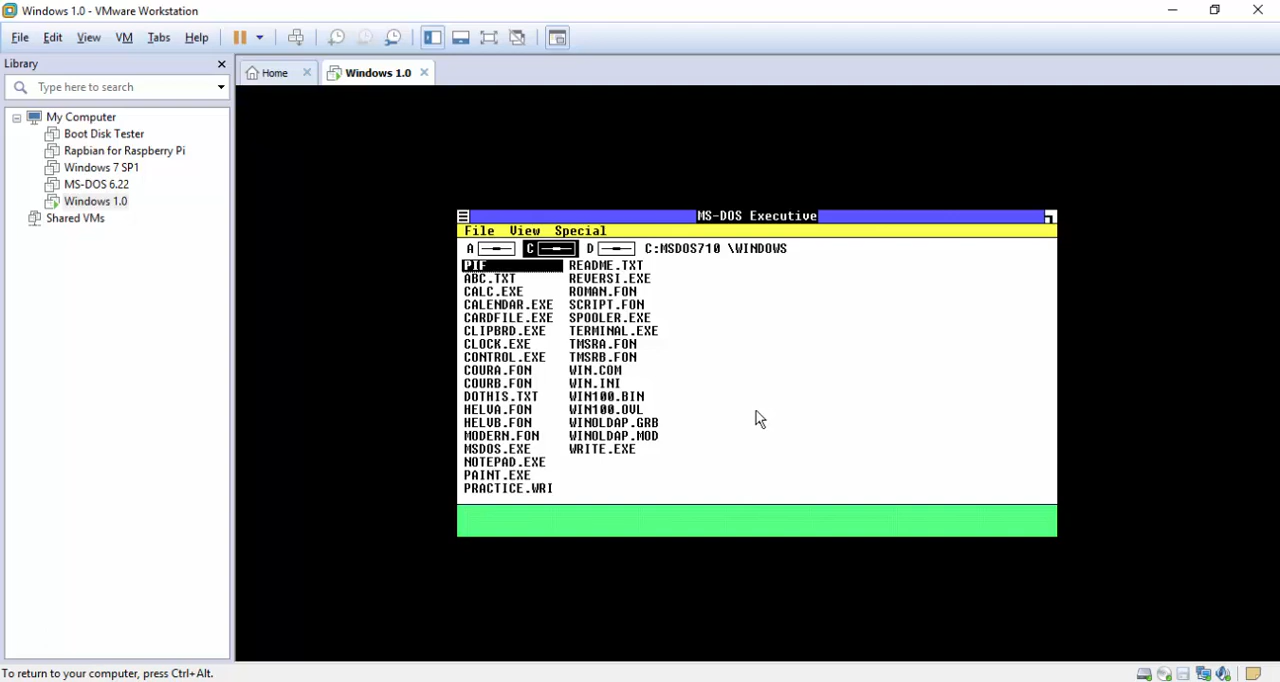 Windows 1.0 - VMware Workstation
File Edit View VM Tabs Help
Library
Type here to search
My Computer
Boot Disk Tester
Rapbian for Raspberry Pi
Windows 7 SP1
MS-DOS 6.22
Windows 1.0
Shared VMs
Home
Windows 1.0
MS-DOS Executive
File View Special
A C D C:MSDOS710 \WINDOWS
PIF README.TXT
ABC.TXT REVERSI.EXE
CALC.EXE ROMAN.FON
CALENDAR.EXE SCRIPT.FON
CARDFILE.EXE SPOOLER.EXE
CLIPBRD.EXE TERMINAL.EXE
CLOCK.EXE TMSRA.FON
CONTROL.EXE TMSRB.FON
COURA.FON WIN.COM
COURB.FON WIN.INI
DOTHIS.TXT WIN100.BIN
HELVA.FON WIN100.OVL
HELVB.FON WINOLDAP.GRB
MODERN.FON WINOLDAP.MOD
MSDOS.EXE WRITE.EXE
NOTEPAD.EXE
PAINT.EXE
PRACTICE.WRI
To return to your computer, press Ctrl+Alt.